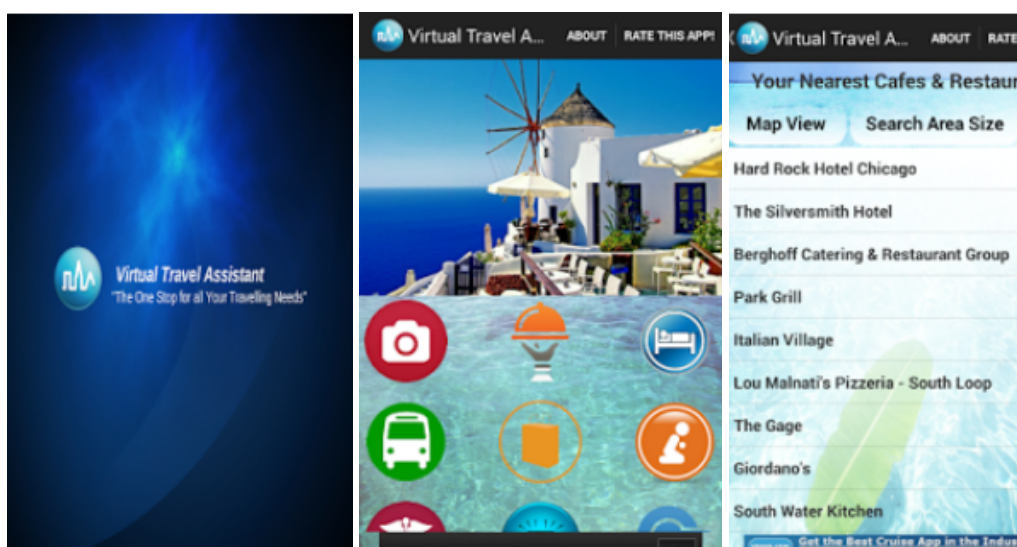 Virtual Travel Assistant
"The One Stop for all Your Travelling Needs"
Virtual Travel A... ABOUT RATE THIS APP!
Virtual Travel A... ABOUT RATE
Your Nearest Cafes & Restaur
Map View Search Area Size
Hard Rock Hotel Chicago
The Silversmith Hotel
Berghoff Catering & Restaurant Group
Park Grill
Italian Village
Lou Malnati's Pizzeria - South Loop
The Gage
Giordano's
South Water Kitchen
Get the Best Cruise App in the Indus